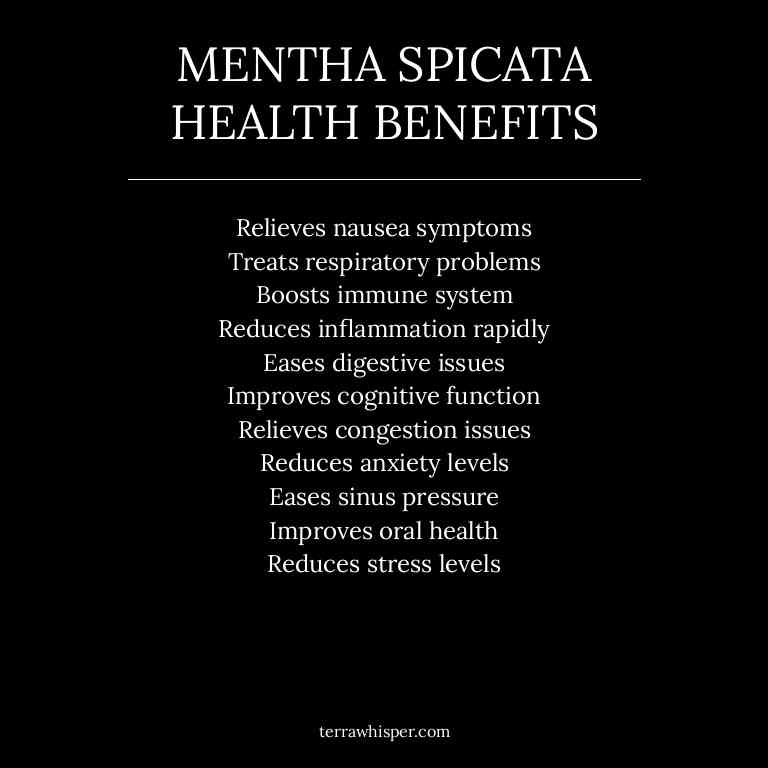 MENTHA SPICATA
HEALTH BENEFITS
Relieves nausea symptoms
Treats respiratory problems
Boosts immune system
Reduces inflammation rapidly
Eases digestive issues
Improves cognitive function
Relieves congestion issues
Reduces anxiety levels
Eases sinus pressure
Improves oral health
Reduces stress levels
terrawhisper.com